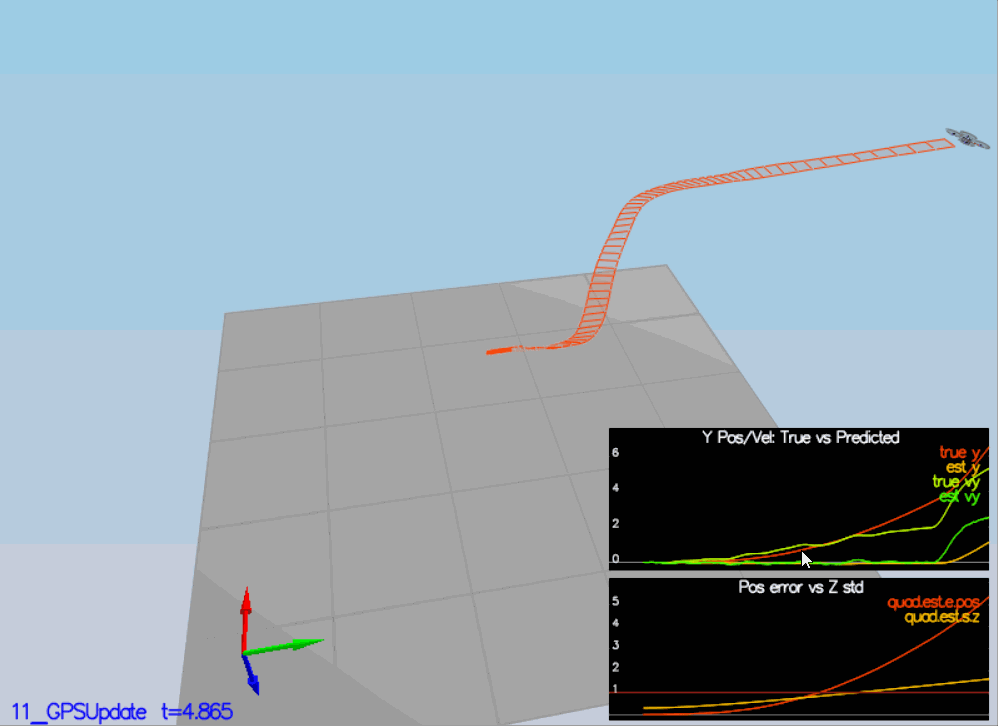 Y Pos/Vel: True vs Predicted
6
true y
est y
4
true vy
est vy
2
0
Pos error vs Z std
5
quad.est.e.pos
4
quad.est.s.z
3
2
1
11_GPSUpdate t=4.865